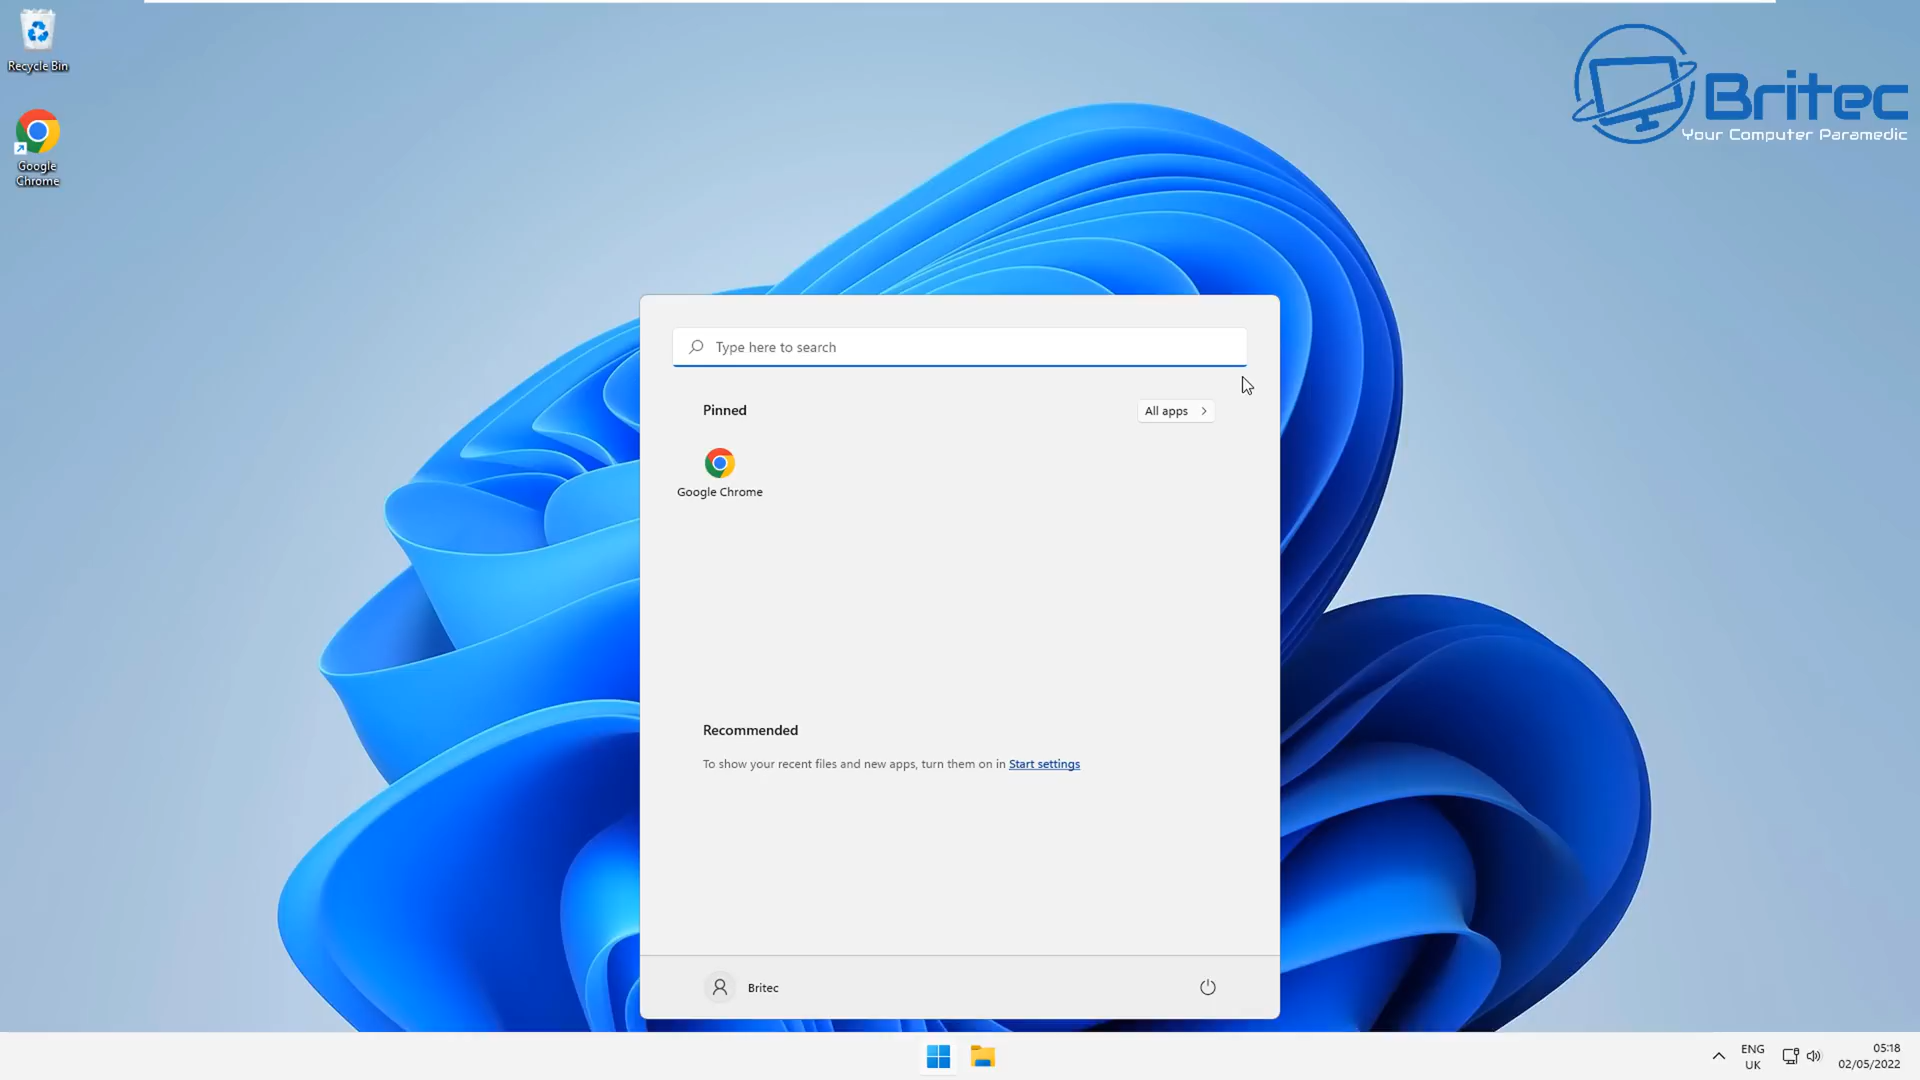 Recycle Bin
Google
Chrome
Britec
Your Computer Paramedic
Type here to search
Pinned
All apps
Google Chrome
Recommended
To show your recent files and new apps, turn them on in Start settings
Britec
ENG
UK
05:18
02/05/2022